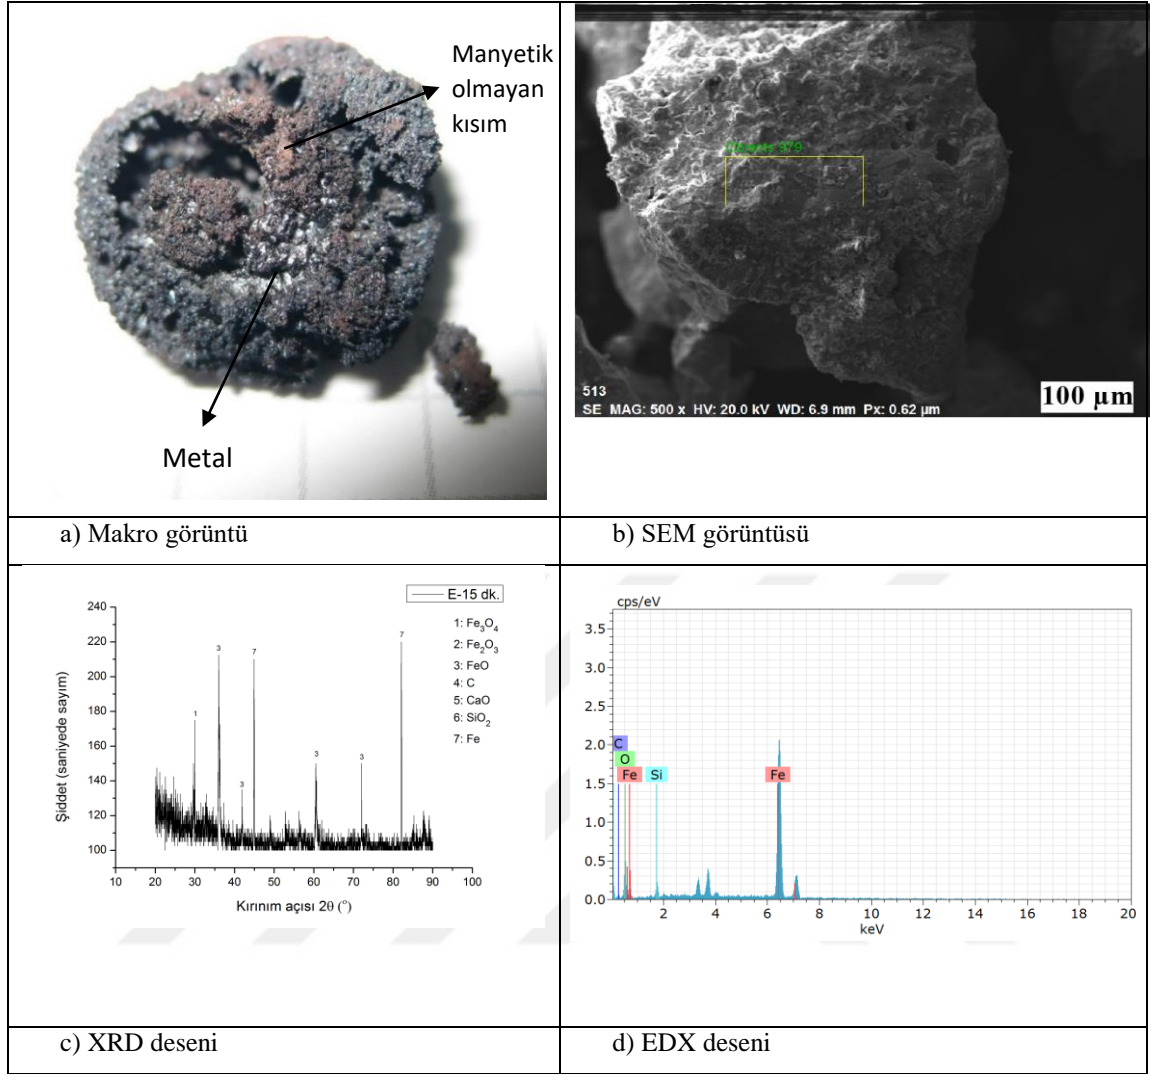 Manyetik
olmayan
kısım
Metal
513
SE MAG: 500 x HV: 20.0 kV WD: 6.9 mm Px: 0.62 µm
100 µm
a) Makro görüntü
b) SEM görüntüsü
E-15 dk.
1: Fe3O4
2: Fe2O3
3: FeO
4: C
5: CaO
6: SiO2
7: Fe
Şiddet (saniyede sayım)
240
220
200
180
160
140
120
100
10 20 30 40 50 60 70 80 90 100
1 3 3 7 3 3 7
Kırınım açısı 2θ (°)
cps/eV
3.5
3.0
2.5
2.0
1.5
1.0
0.5
0.0
C
O
Fe Si Fe
2 4 6 8 10 12 14 16 18 20
keV
c) XRD deseni
d) EDX deseni